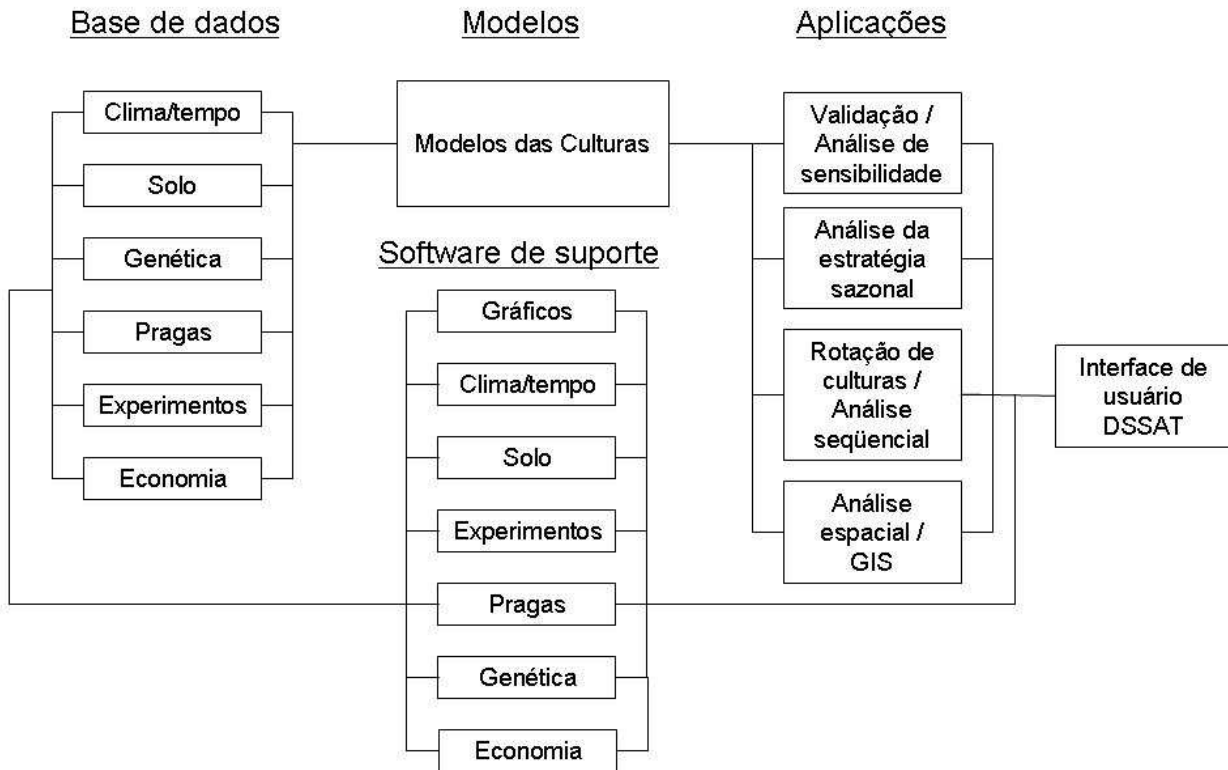 Base de dados
Modelos
Aplicações
Clima/tempo
Solo
Genética
Pragas
Experimentos
Economia
Modelos das Culturas
Software de suporte
Gráficos
Clima/tempo
Solo
Experimentos
Pragas
Genética
Economia
Validação /
Análise de
sensibilidade
Análise da
estratégia
sazonal
Rotação de
culturas /
Análise
seqüencial
Análise
espacial /
GIS
Interface de
usuário
DSSAT